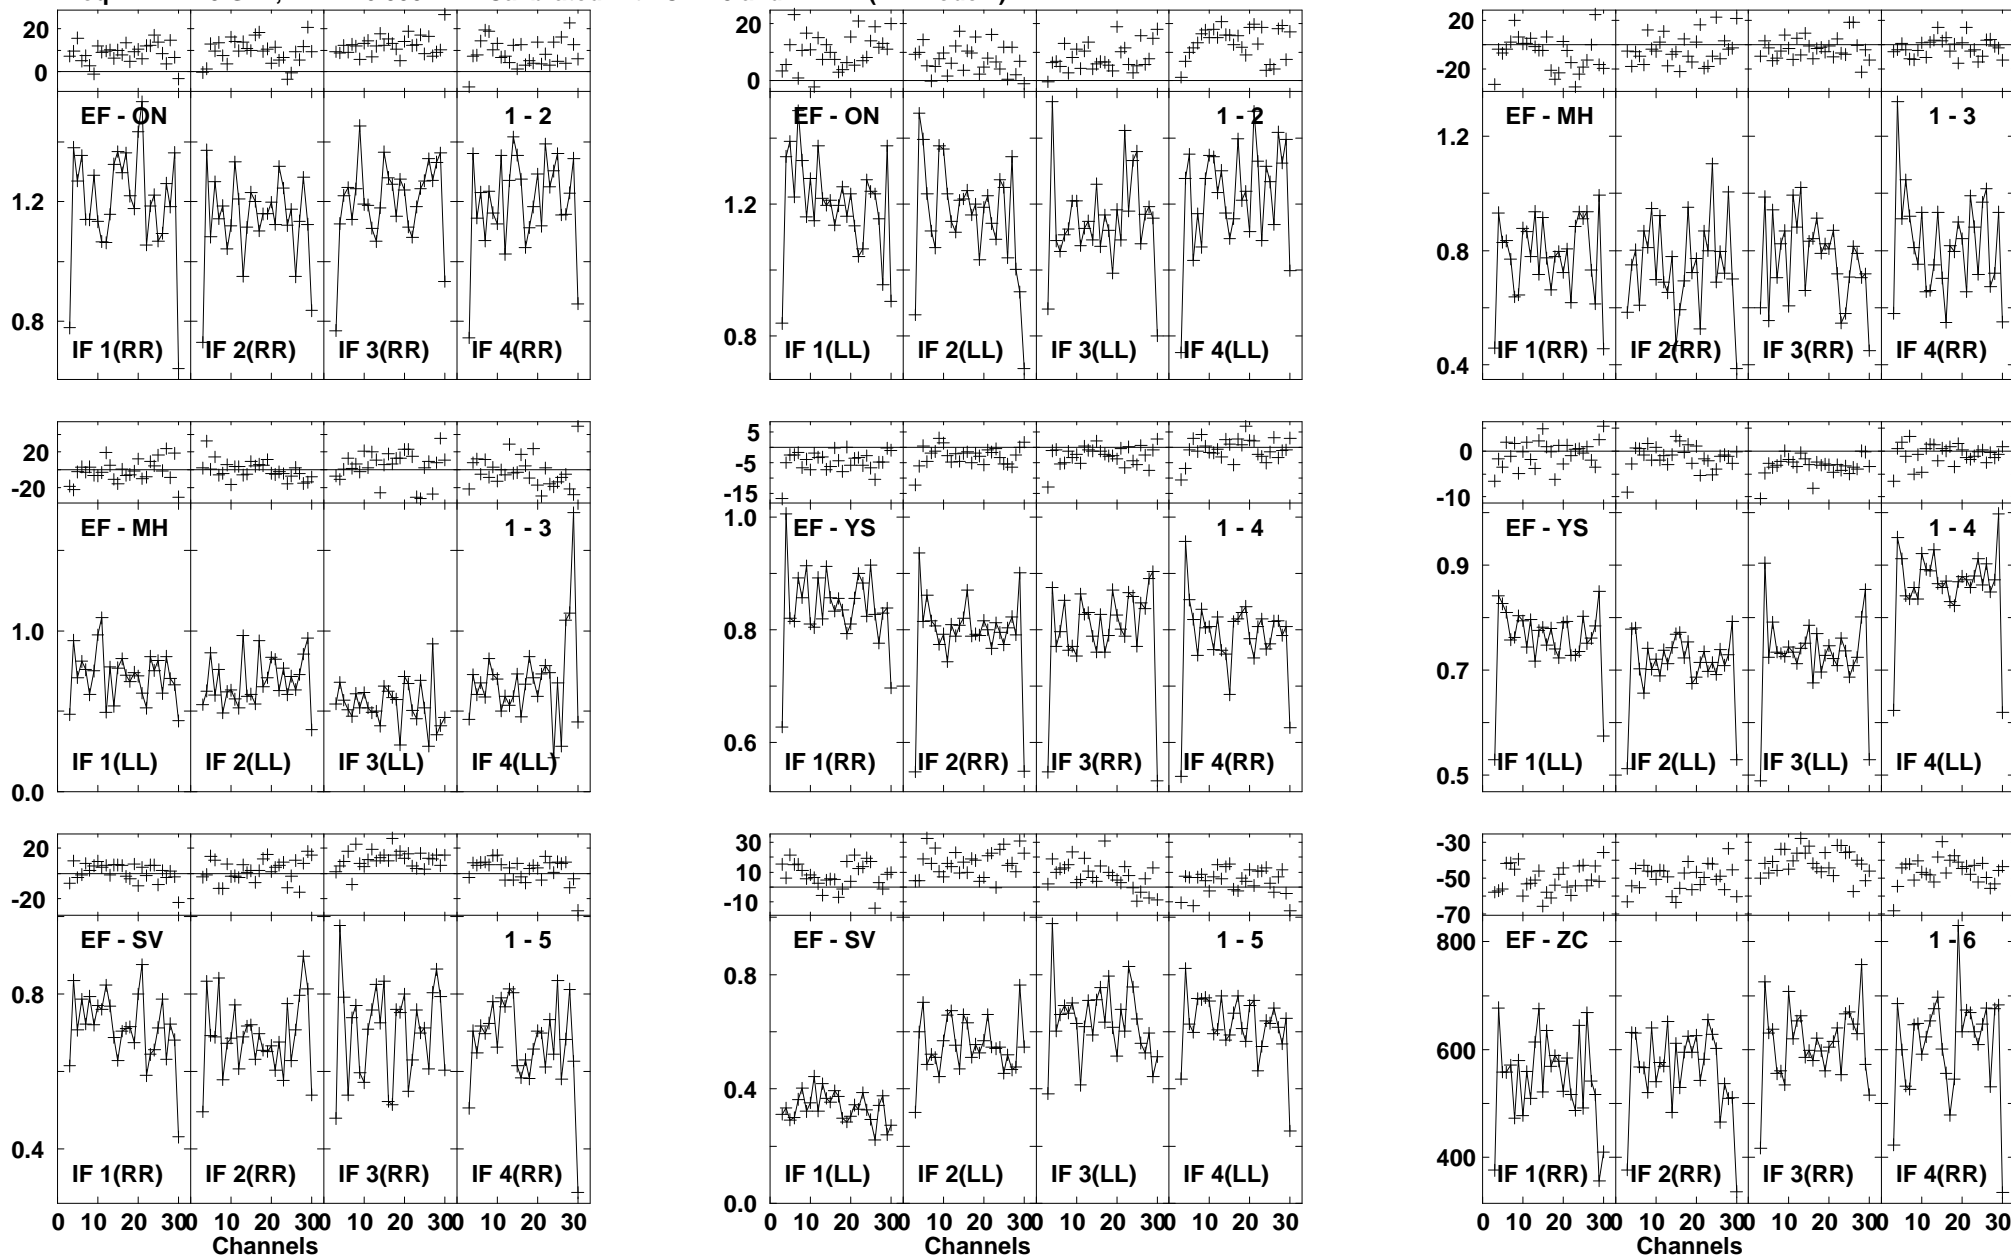 20
0
EF - ON
1 - 2
1.2
0.8
IF 1(RR)
IF 2(RR)
IF 3(RR)
IF 4(RR)
20
10
0
EF - ON
1 - 2
1.2
0.8
IF 1(LL)
IF 2(LL)
IF 3(LL)
IF 4(LL)
20
-20
EF - MH
1 - 3
1.2
0.8
0.4
IF 1(RR)
IF 2(RR)
IF 3(RR)
IF 4(RR)
20
-20
EF - MH
1 - 3
1.0
0.0
IF 1(LL)
IF 2(LL)
IF 3(LL)
IF 4(LL)
5
-5
-15
EF - YS
1 - 4
1.0
0.8
0.6
IF 1(RR)
IF 2(RR)
IF 3(RR)
IF 4(RR)
0
-10
EF - YS
1 - 4
0.9
0.7
0.5
IF 1(LL)
IF 2(LL)
IF 3(LL)
IF 4(LL)
20
-20
EF - SV
1 - 5
0.8
0.4
IF 1(RR)
IF 2(RR)
IF 3(RR)
IF 4(RR)
0 10 20 30 0 10 20 30 0 10 20 30 0 10 20 30
Channels
30
10
-10
EF - SV
1 - 5
0.8
0.4
0.0
IF 1(LL)
IF 2(LL)
IF 3(LL)
IF 4(LL)
0 10 20 30 0 10 20 30 0 10 20 30 0 10 20 30
Channels
-30
-50
-70
EF - ZC
1 - 6
800
600
400
IF 1(RR)
IF 2(RR)
IF 3(RR)
IF 4(RR)
0 10 20 30 0 10 20 30 0 10 20 30 0 10 20 30
Channels